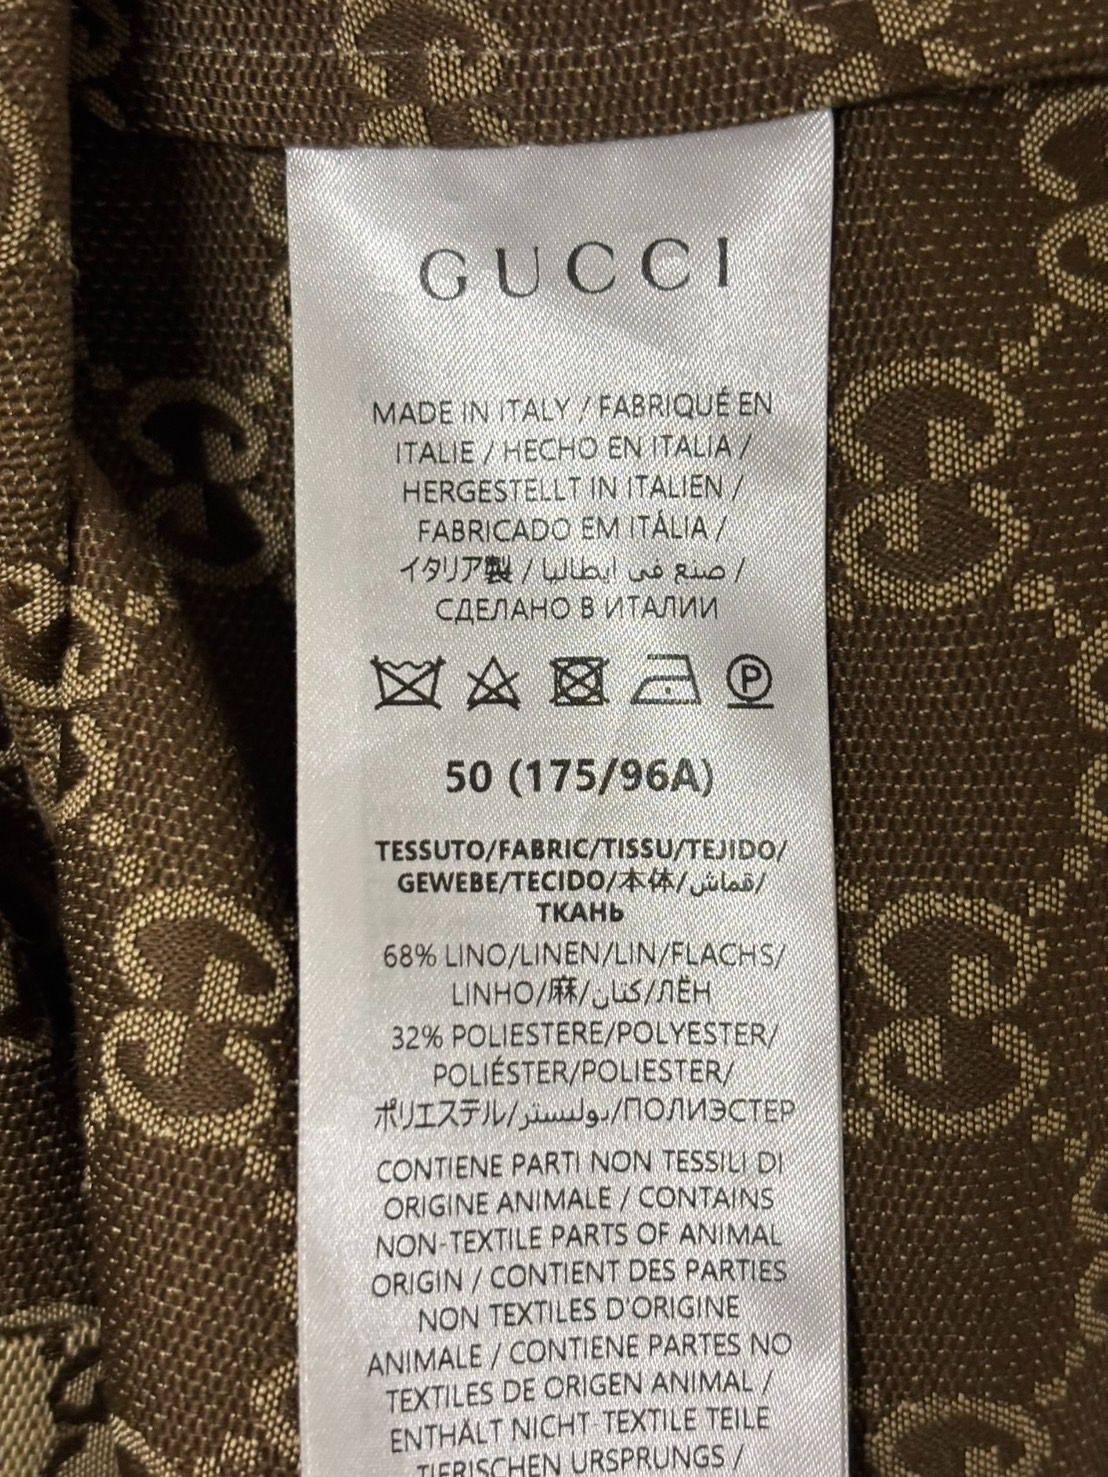 GUCCI
MADE IN ITALY / FABRIQUÉ EN
ITALIE / HECHO EN ITALIA /
HERGESTELLT IN ITALIEN /
FABRICADO EM ITÁLIA /
イタリア製 / صنع في ايطاليا /
СДЕЛАНО В ИТАЛИИ
P
50 (175/96A)
TESSUTO/FABRIC/TISSU/TEJIDO/
GEWEBE/TECIDO/本体/قماش/
ТКАНЬ
68% LINO/LINEN/LIN/FLACHS/
LINHO/麻/كتان/ЛЁН
32% POLIESTERE/POLYESTER/
POLIÉSTER/POLIESTER/
ポリエステル/بوليستر/ПОЛИЭСТЕР
CONTIENE PARTI NON TESSILI DI
ORIGINE ANIMALE / CONTAINS
NON-TEXTILE PARTS OF ANIMAL
ORIGIN / CONTIENT DES PARTIES
NON TEXTILES D'ORIGINE
ANIMALE / CONTIENE PARTES NO
TEXTILES DE ORIGEN ANIMAL /
ENTHÄLT NICHT-TEXTILE TEILE
TIERISCHEN URSPRUNGS /